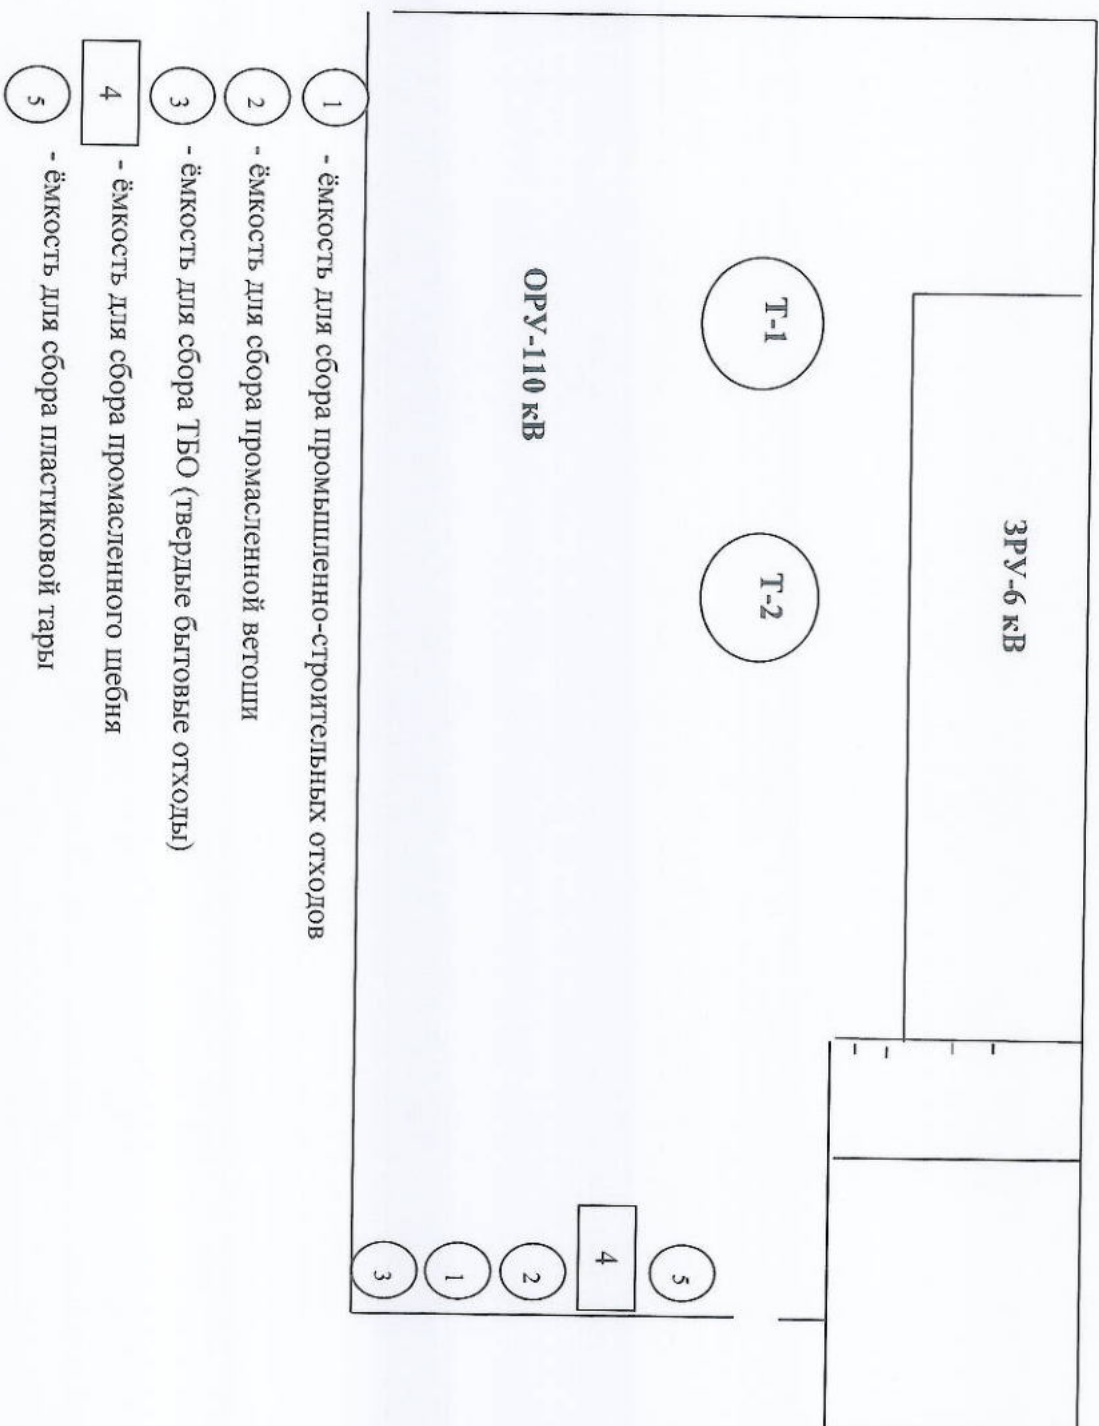 ЗРУ-6 кВ
Т-1
Т-2
ОРУ-110 кВ
5
4
2
1
3
1 - ёмкость для сбора промышленно-строительных отходов
2 - ёмкость для сбора промасленной ветоши
3 - ёмкость для сбора ТБО (твердые бытовые отходы)
4 - ёмкость для сбора промасленного щебня
5 - ёмкость для сбора пластиковой тары